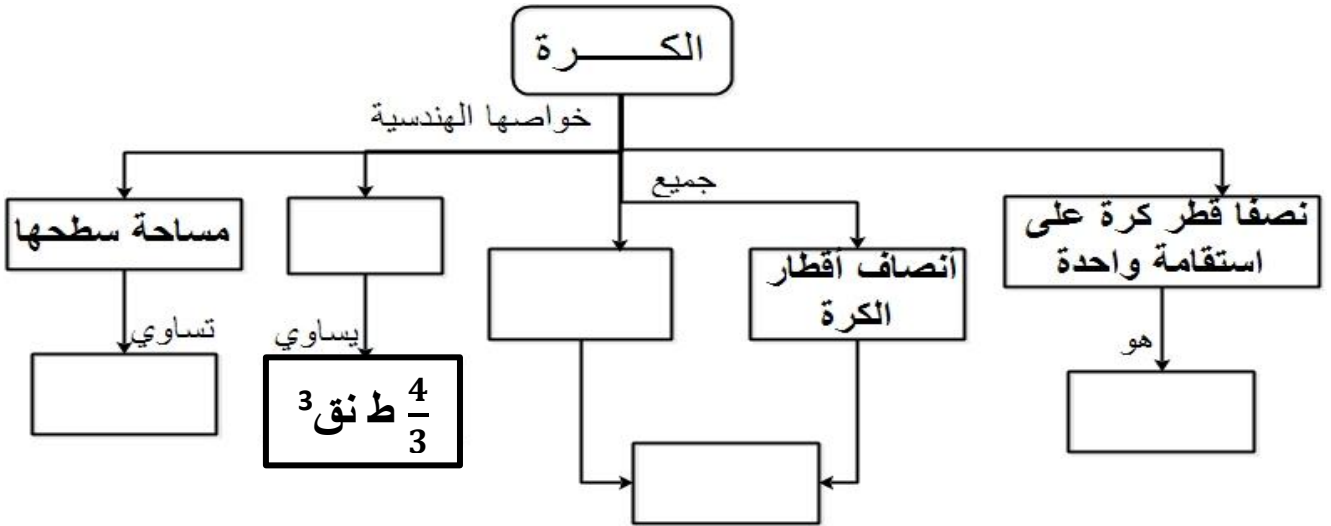 الكــــــرة
خواصها الهندسية
جميع
نصفا قطر كرة على
استقامة واحدة
أنصاف أقطار
الكرة
مساحة سطحها
هو
يساوي
تساوي
4/3 ط نق³